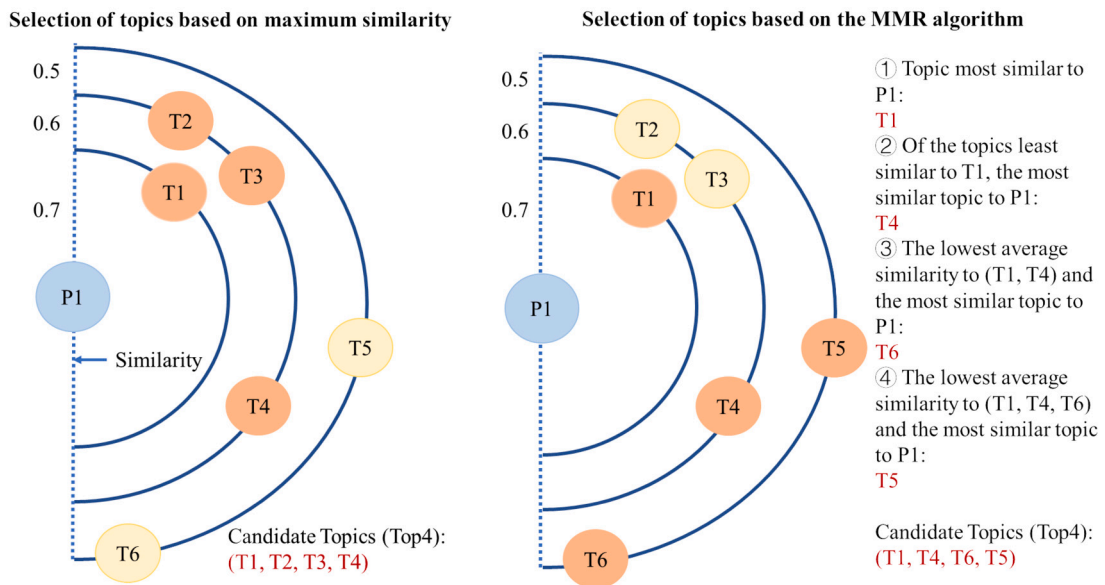 Selection of topics based on maximum similarity
0.5
0.6
0.7
T2
T3
T1
P1
Similarity
T5
T4
T6
Candidate Topics (Top4):
(T1, T2, T3, T4)
Selection of topics based on the MMR algorithm
0.5
0.6
0.7
T2
T3
T1
P1
T5
T4
T6
① Topic most similar to
P1:
T1
② Of the topics least
similar to T1, the most
similar topic to P1:
T4
③ The lowest average
similarity to (T1, T4) and
the most similar topic to
P1:
T6
④ The lowest average
similarity to (T1, T4, T6)
and the most similar topic
to P1:
T5
Candidate Topics (Top4):
(T1, T4, T6, T5)